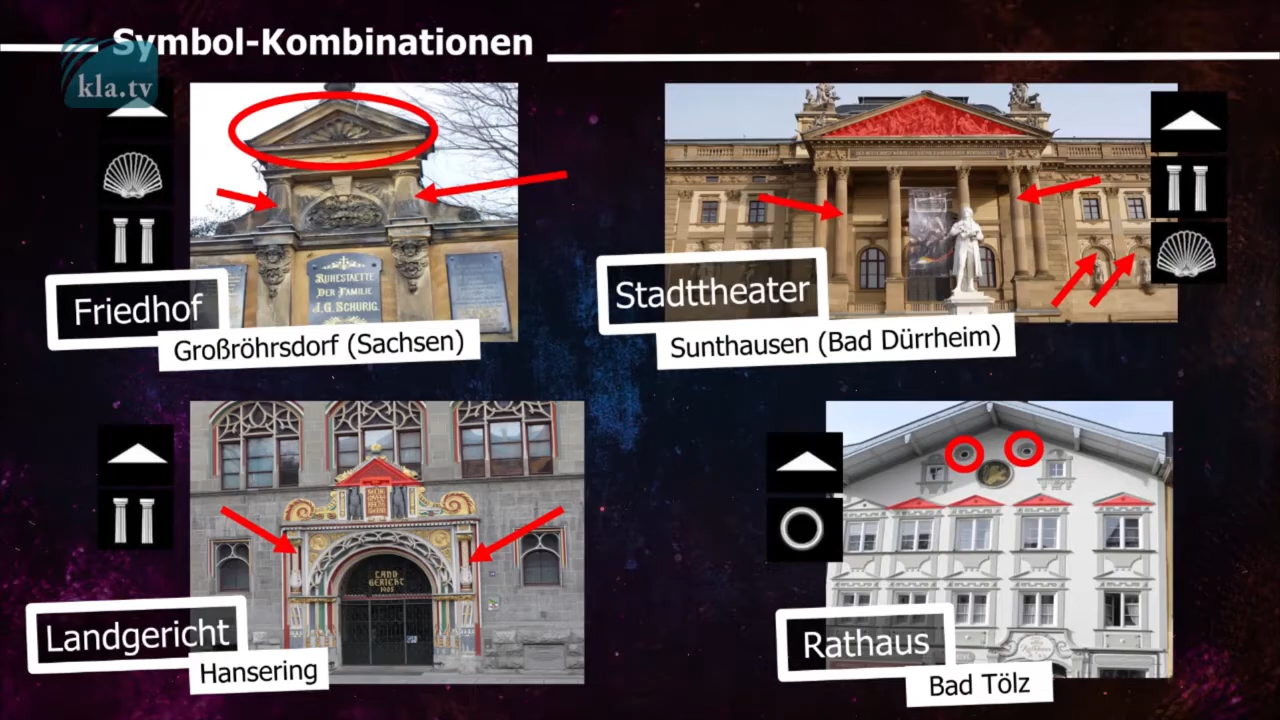 Symbol-Kombinationen
kla.tv
RUHESTAETTE
DER FAMILIE
J.G. SCHURIG.
Friedhof
Großröhrsdorf (Sachsen)
Stadttheater
Sunthausen (Bad Dürrheim)
LAND
GERICHT
1905
Landgericht
Hansering
Rathaus
Bad Tölz